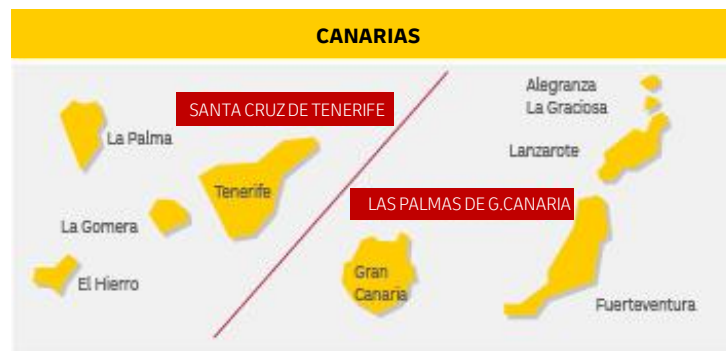 CANARIAS
Alegranza
La Graciosa
SANTA CRUZ DE TENERIFE
La Palma
Lanzarote
Tenerife
LAS PALMAS DE G.CANARIA
La Gomera
Gran
Canaria
El Hierro
Fuerteventura